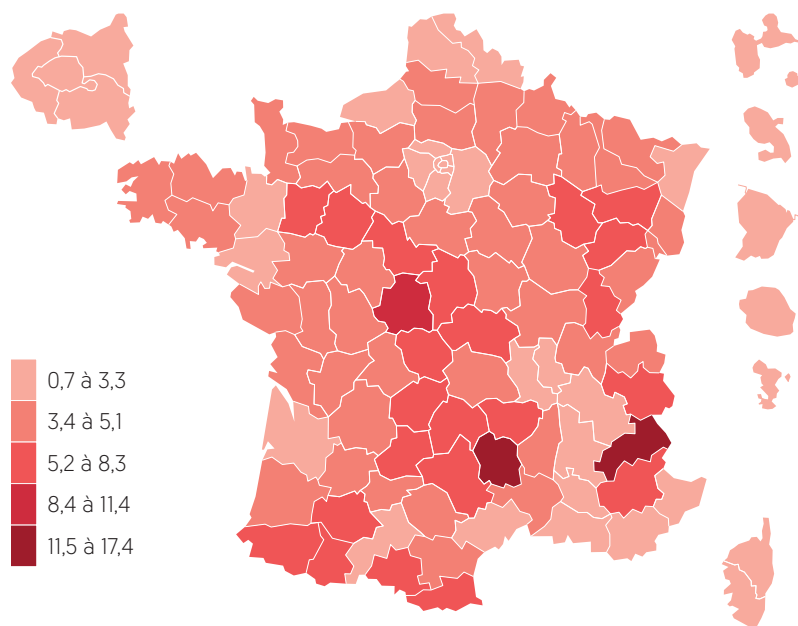 0,7 à 3,3
3,4 à 5,1
5,2 à 8,3
8,4 à 11,4
11,5 à 17,4